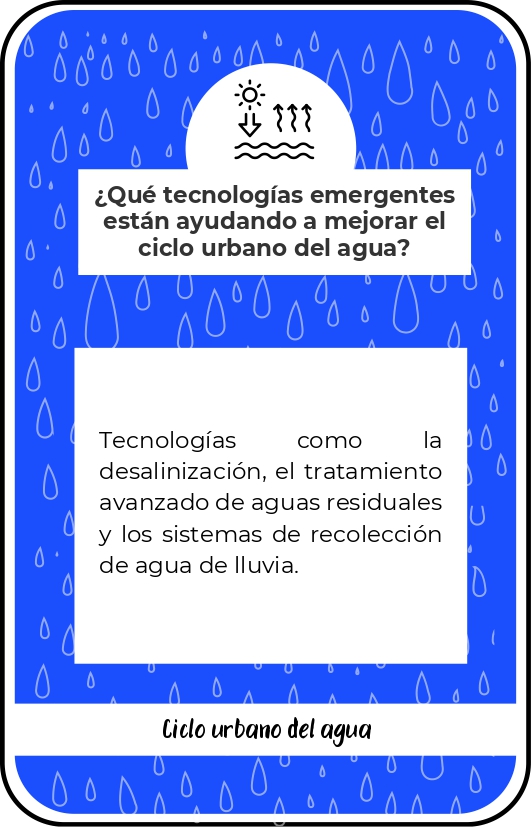 ¿Qué tecnologías emergentes
están ayudando a mejorar el
ciclo urbano del agua?
Tecnologías como la
desalinización, el tratamiento
avanzado de aguas residuales
y los sistemas de recolección
de agua de lluvia.
Ciclo urbano del agua